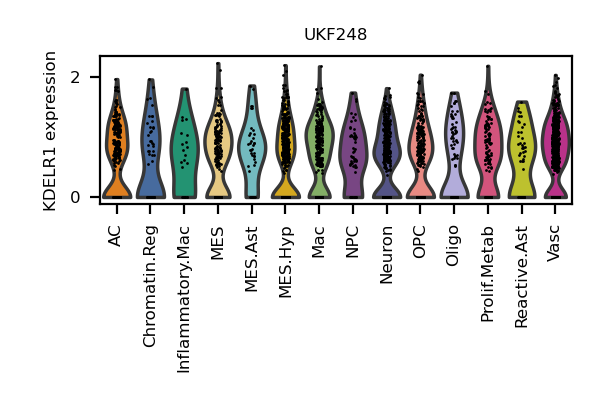 UKF248
KDELR1 expression
2
0
AC
Chromatin.Reg
Inflammatory.Mac
MES
MES.Ast
MES.Hyp
Mac
NPC
Neuron
OPC
Oligo
Prolif.Metab
Reactive.Ast
Vasc